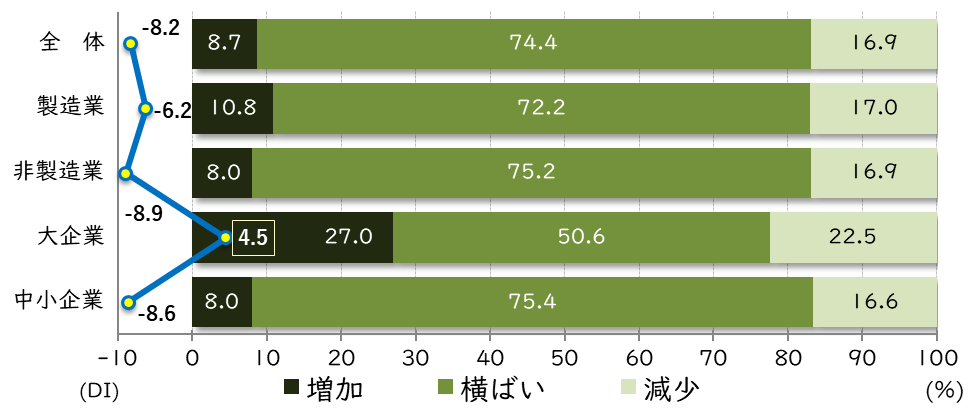 -8.2
全　体 8.7 74.4 16.9
製造業 -6.2 10.8 72.2 17.0
非製造業 8.0 75.2 16.9
-8.9
大企業 4.5 27.0 50.6 22.5
中小企業 8.0 75.4 16.6
-8.6
-10 0 10 20 30 40 50 60 70 80 90 100
(DI) 増加 横ばい 減少 (%)